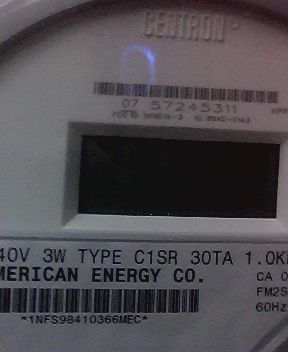 CENTRON
07 57245311
40V 3W TYPE C1SR 30TA 1.0K
MERICAN ENERGY CO.
CA 0
FM2S
60Hz
*1NFS98410366MEC*